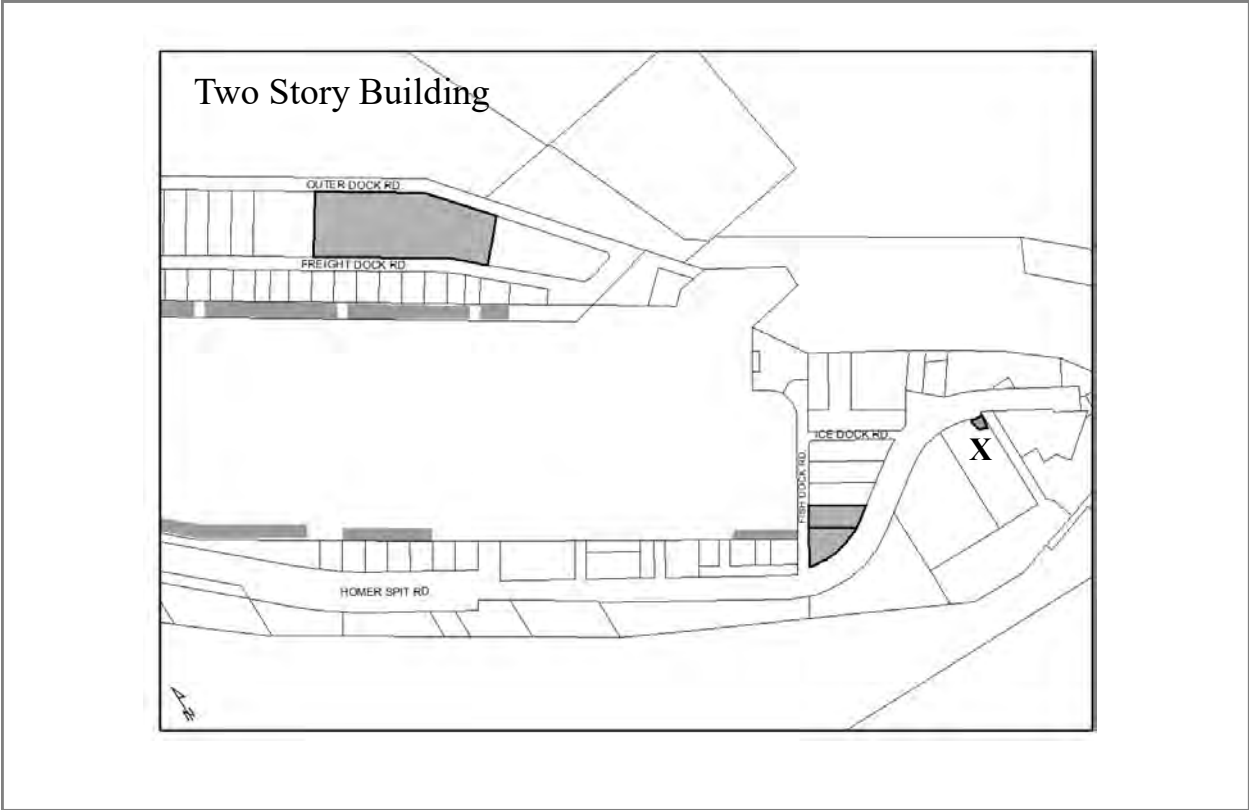 Two Story Building
OUTER DOCK RD.
FREIGHT DOCK RD.
ICE DOCK RD.
X
FISH DOCK RD.
HOMER SPIT RD.
N